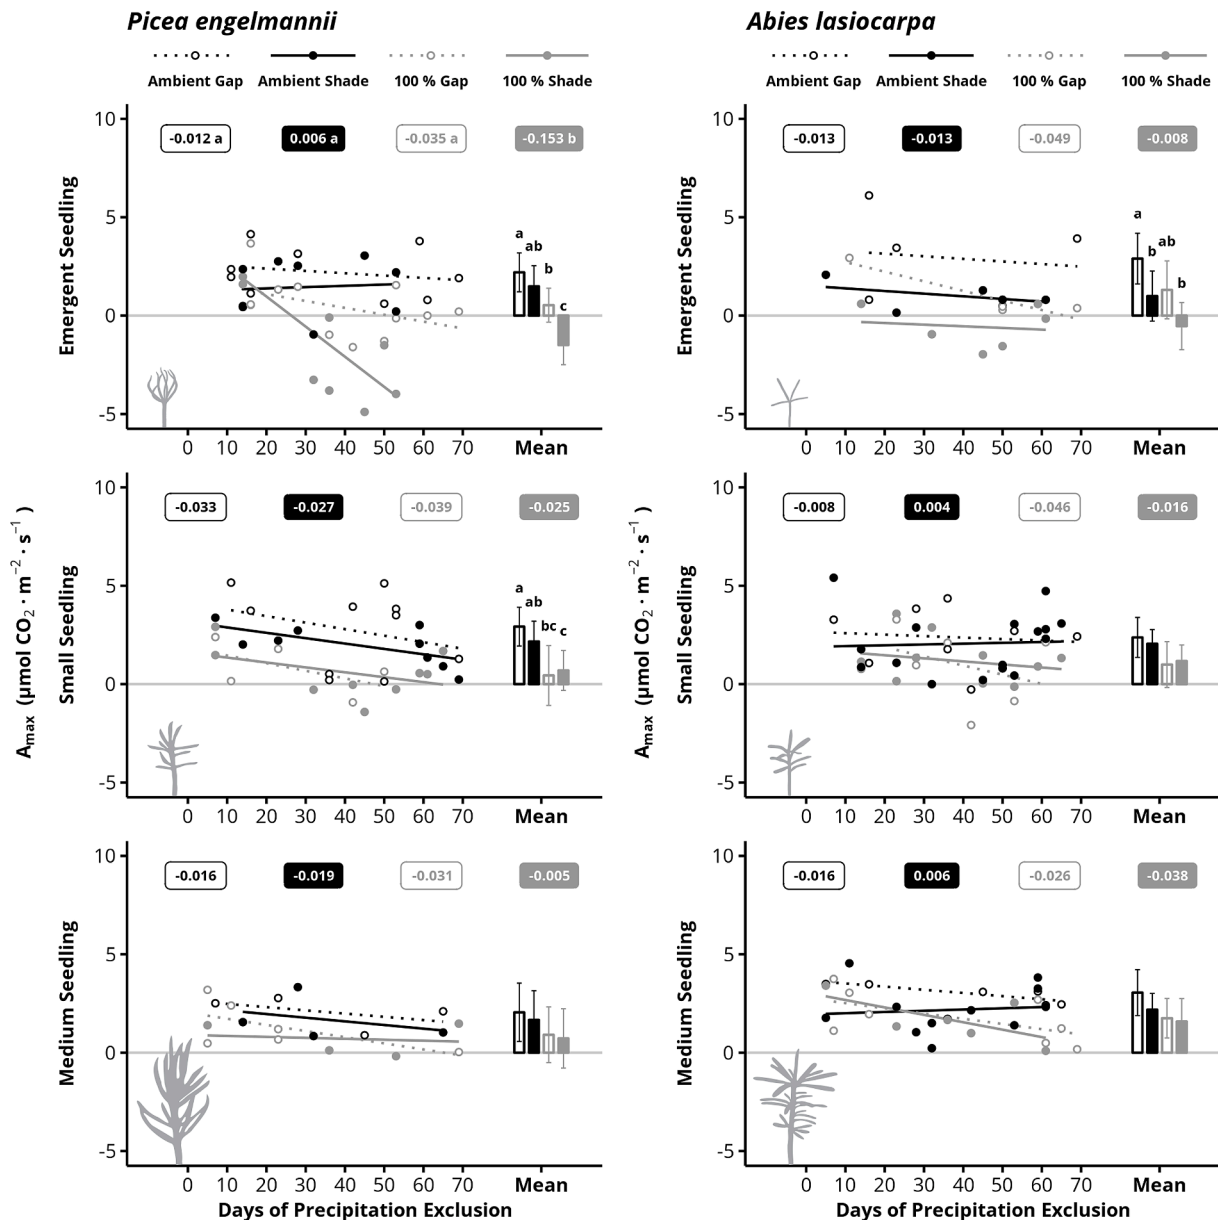 Picea engelmannii
Abies lasiocarpa
Ambient Gap Ambient Shade 100 % Gap 100 % Shade
Ambient Gap Ambient Shade 100 % Gap 100 % Shade
Emergent Seedling
10
5
0
-5
-0.012 a 0.006 a -0.035 a -0.153 b
a ab b c
0 10 20 30 40 50 60 70 Mean
Emergent Seedling
10
5
0
-5
-0.013 -0.013 -0.049 -0.008
a b ab b
0 10 20 30 40 50 60 70 Mean
Amax (μmol CO2 · m−2 · s−1 )
Small Seedling
10
5
0
-5
-0.033 -0.027 -0.039 -0.025
a ab bc c
0 10 20 30 40 50 60 70 Mean
Amax (μmol CO2 · m−2 · s−1 )
Small Seedling
10
5
0
-5
-0.008 0.004 -0.046 -0.016
0 10 20 30 40 50 60 70 Mean
Medium Seedling
10
5
0
-5
-0.016 -0.019 -0.031 -0.005
0 10 20 30 40 50 60 70 Mean
Days of Precipitation Exclusion
Medium Seedling
10
5
0
-5
-0.016 0.006 -0.026 -0.038
0 10 20 30 40 50 60 70 Mean
Days of Precipitation Exclusion